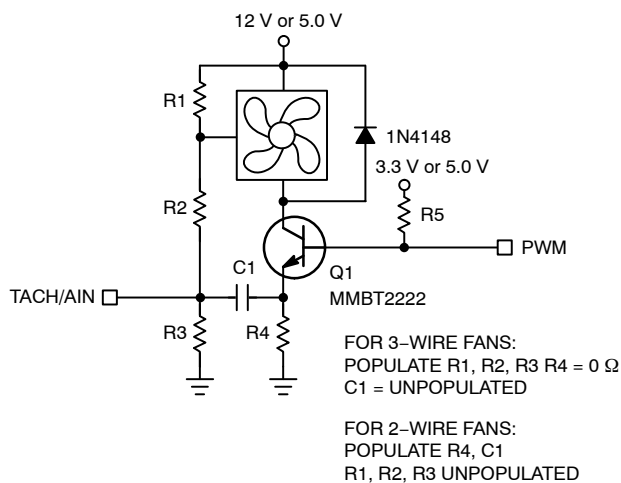 12 V or 5.0 V
R1
1N4148
3.3 V or 5.0 V
R2
R5
PWM
Q1
MMBT2222
C1
TACH/AIN
R3
R4
FOR 3−WIRE FANS:
POPULATE R1, R2, R3 R4 = 0 Ω
C1 = UNPOPULATED
FOR 2−WIRE FANS:
POPULATE R4, C1
R1, R2, R3 UNPOPULATED